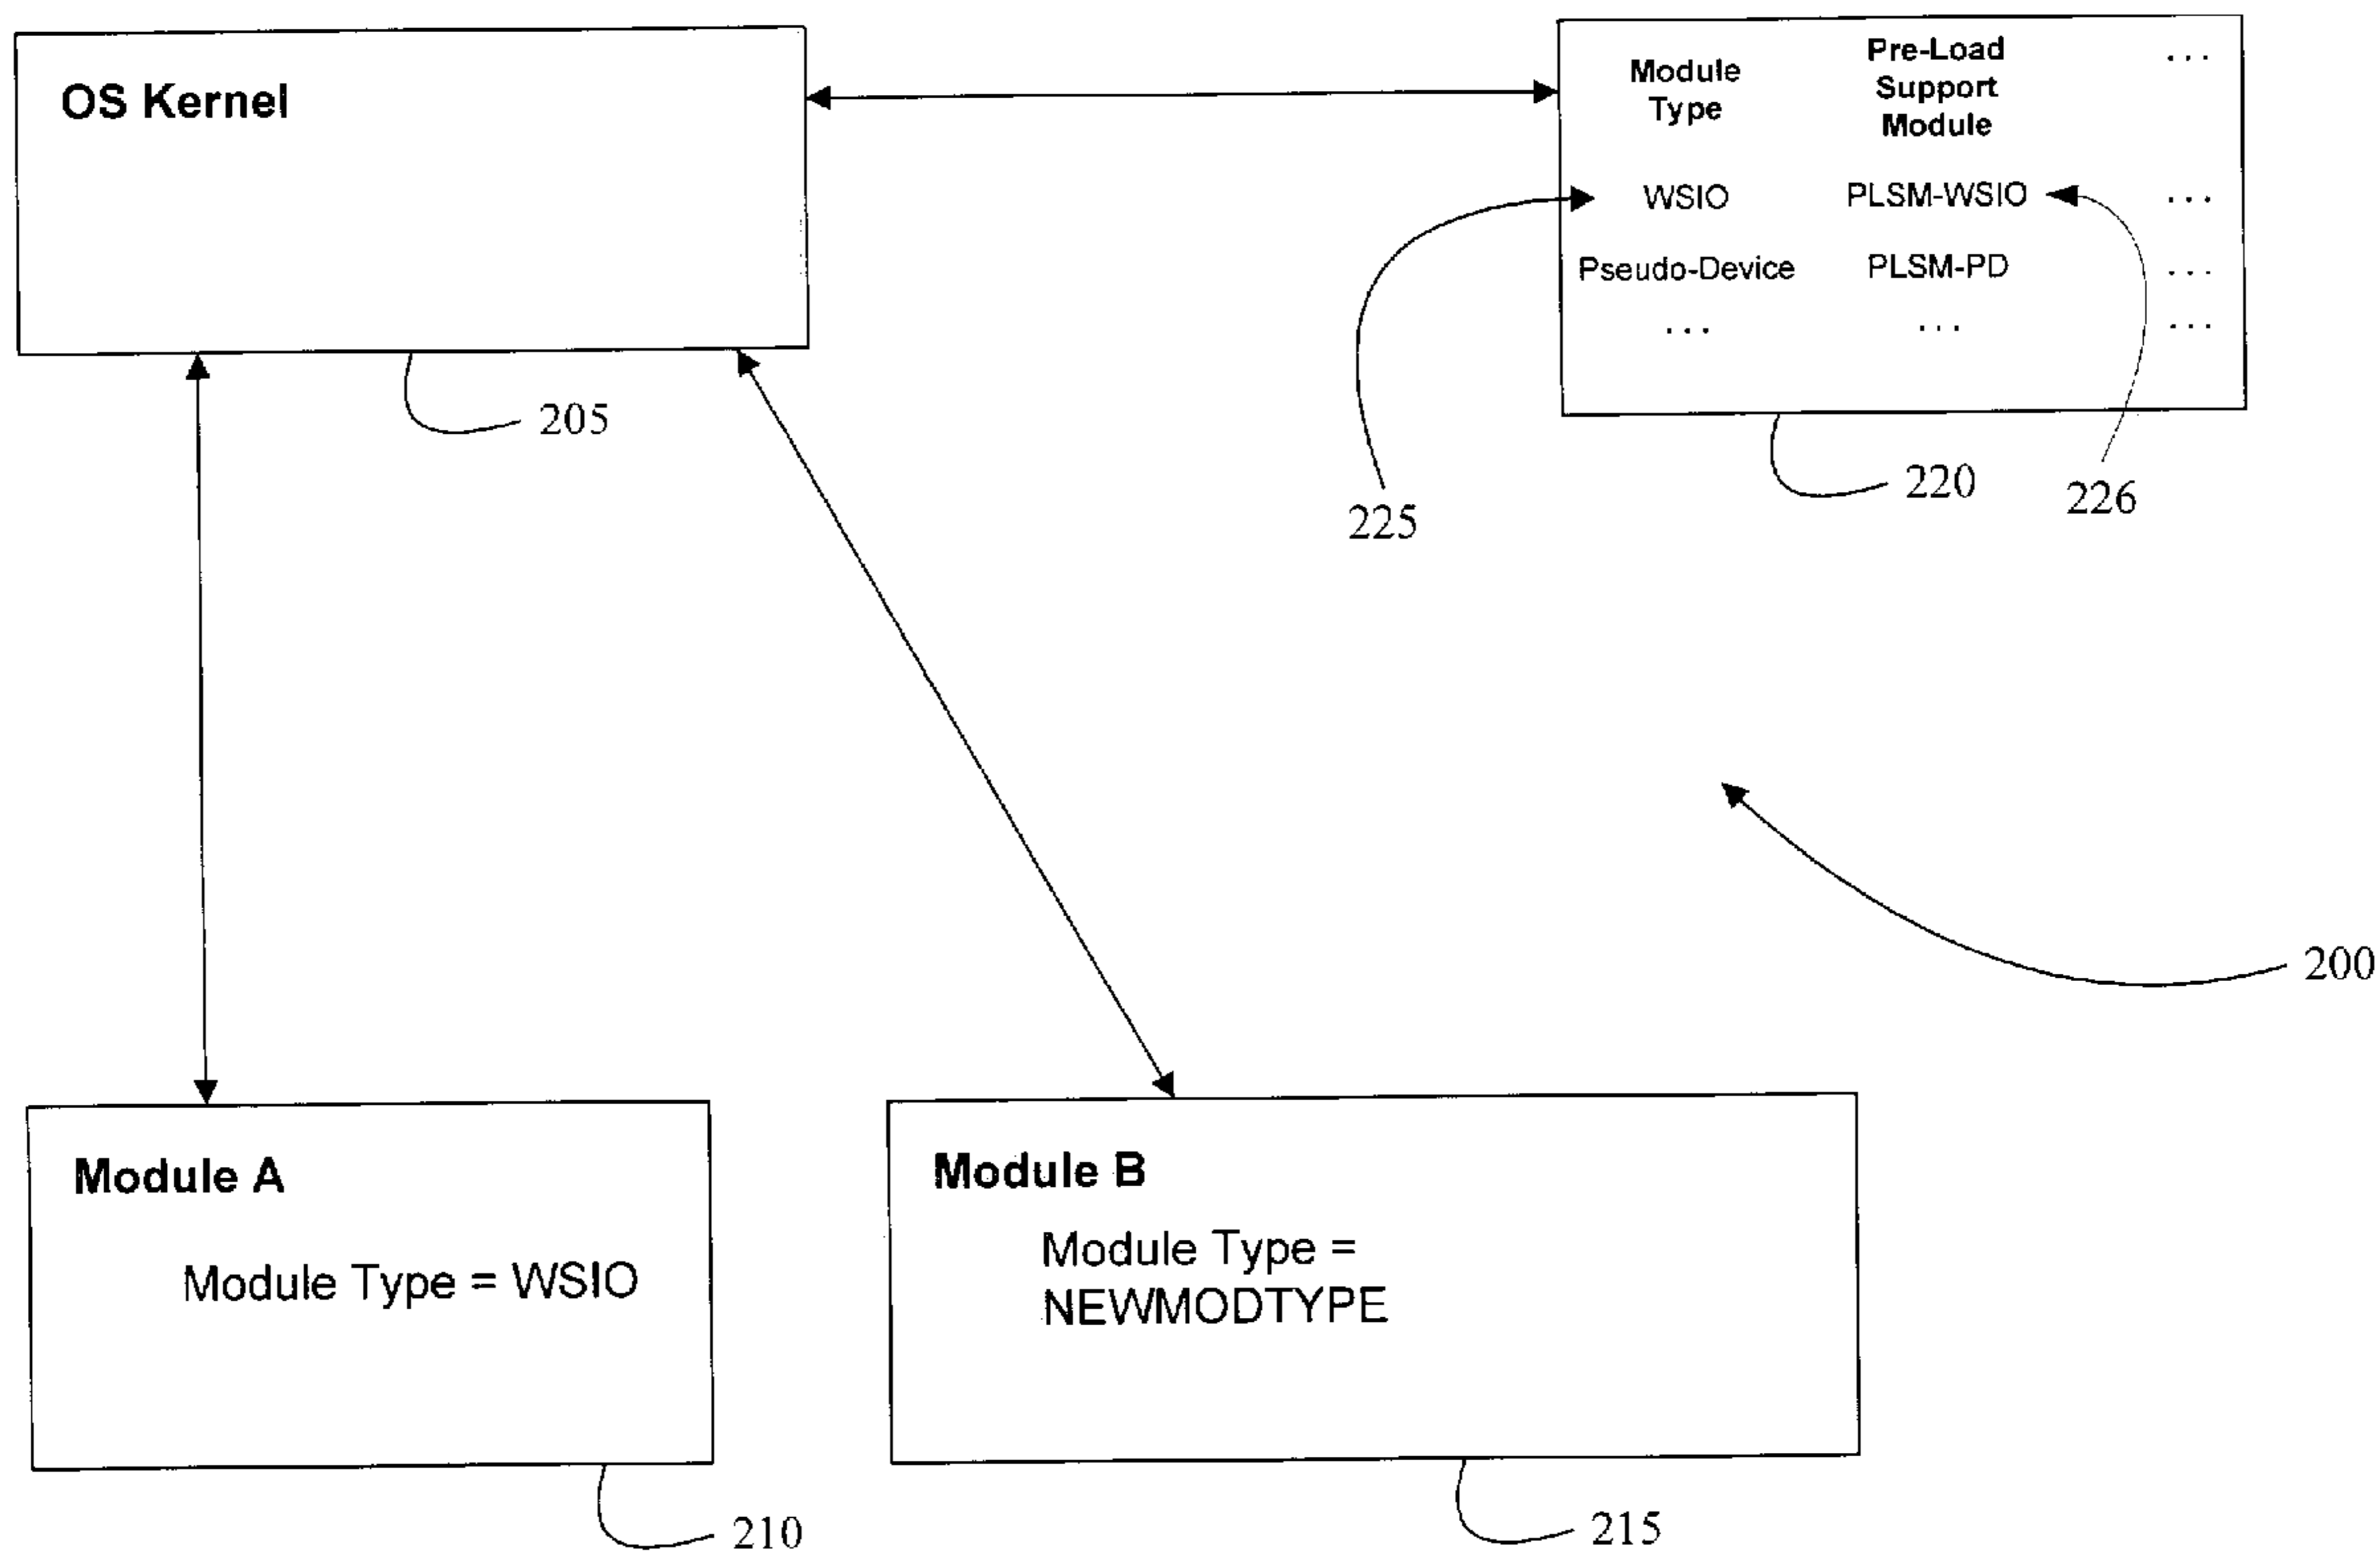 OS Kernel
Module
Type
Pre-Load
Support
Module
...
WSIO
PLSM-WSIO
...
Pseudo-Device
PLSM-PD
...
...
...
...
205
220
226
225
200
Module A
Module Type = WSIO
Module B
Module Type =
NEWMODTYPE
210
215